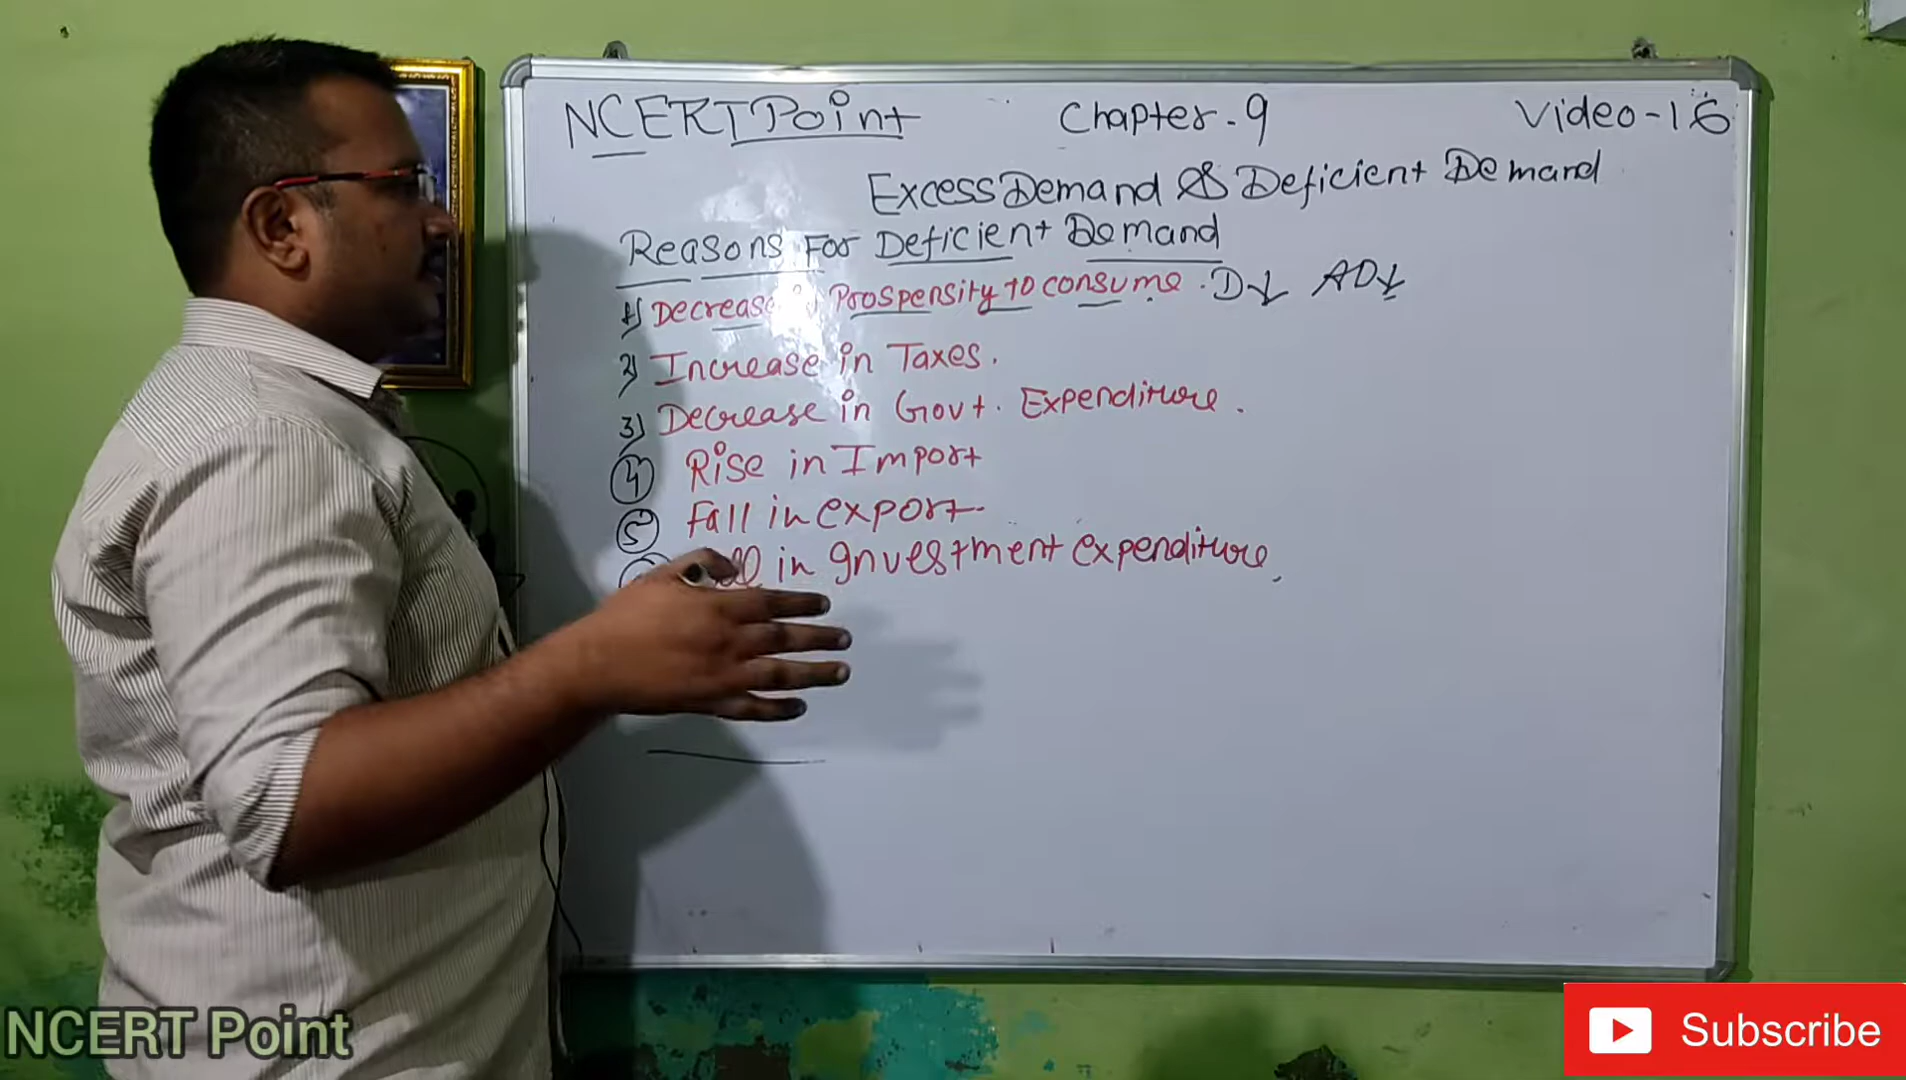 NCERT Point Chapter-9 Video-16
Excess Demand & Deficient Demand
Reasons For Deficient Demand
1) Decrease Prospensity to consume. D↓ AD↓
2) Increase in Taxes.
3) Decrease in Govt. Expenditure.
4 Rise in Import
5 Fall in export
in Investment expenditure.
NCERT Point
Subscribe